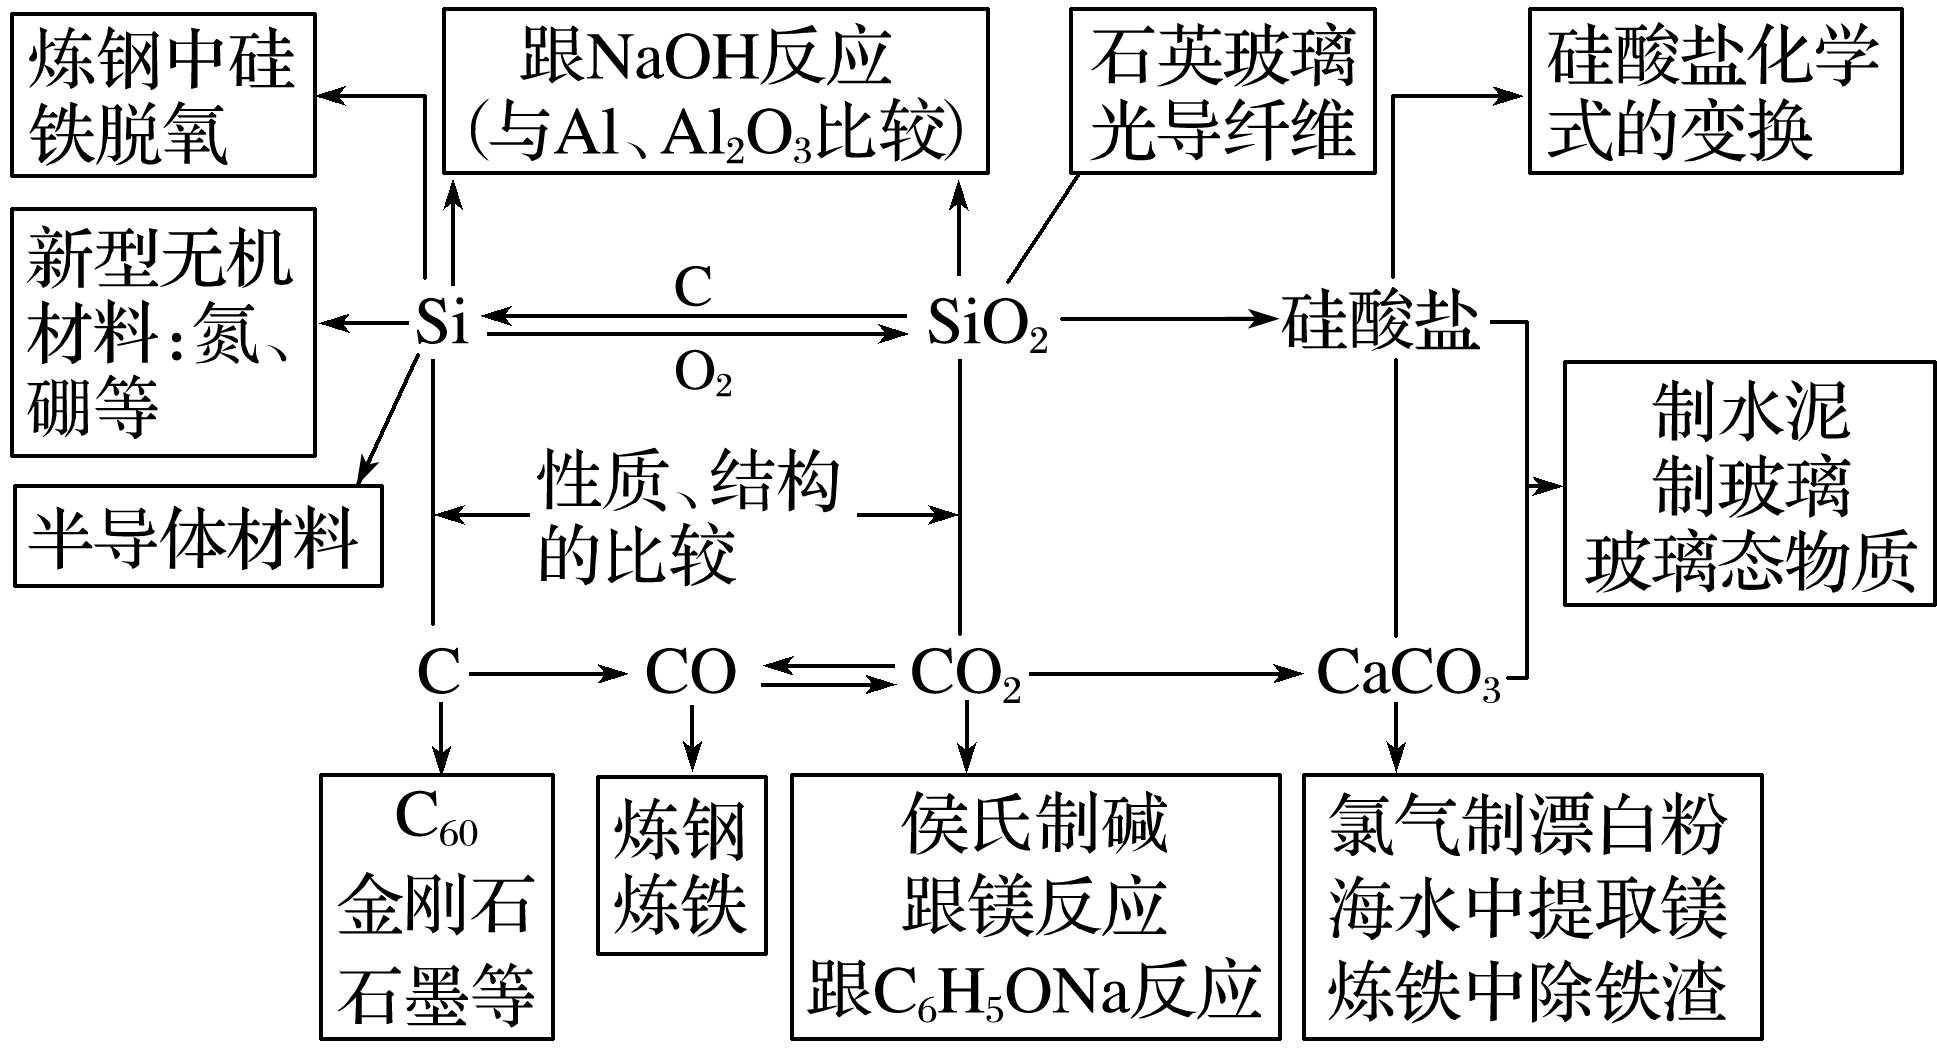 炼钢中硅
铁脱氧
跟NaOH反应
(与Al、Al₂O₃比较)
石英玻璃
光导纤维
硅酸盐化学
式的变换
新型无机
材料:氮、
硼等
Si
C
O₂
SiO₂
硅酸盐
半导体材料
性质、结构
的比较
制水泥
制玻璃
玻璃态物质
C
CO
CO₂
CaCO₃
C₆₀
金刚石
石墨等
炼钢
炼铁
侯氏制碱
跟镁反应
跟C₆H₅ONa反应
氯气制漂白粉
海水中提取镁
炼铁中除铁渣